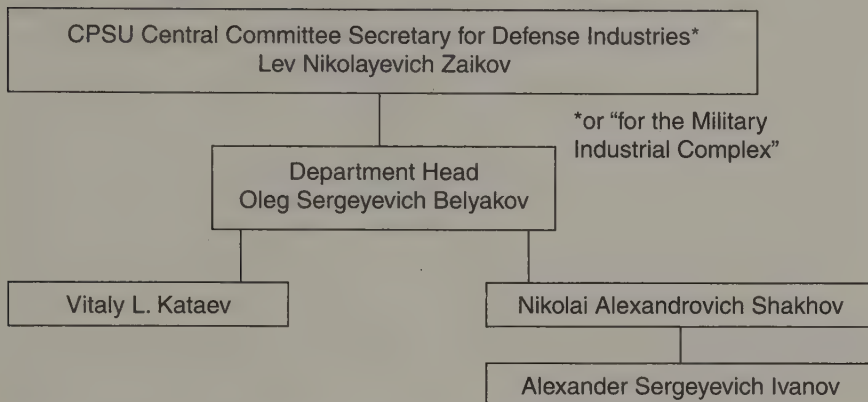 CPSU Central Committee Secretary for Defense Industries*
Lev Nikolayevich Zaikov
*or “for the Military
Industrial Complex”
Department Head
Oleg Sergeyevich Belyakov
Vitaly L. Kataev
Nikolai Alexandrovich Shakhov
Alexander Sergeyevich Ivanov